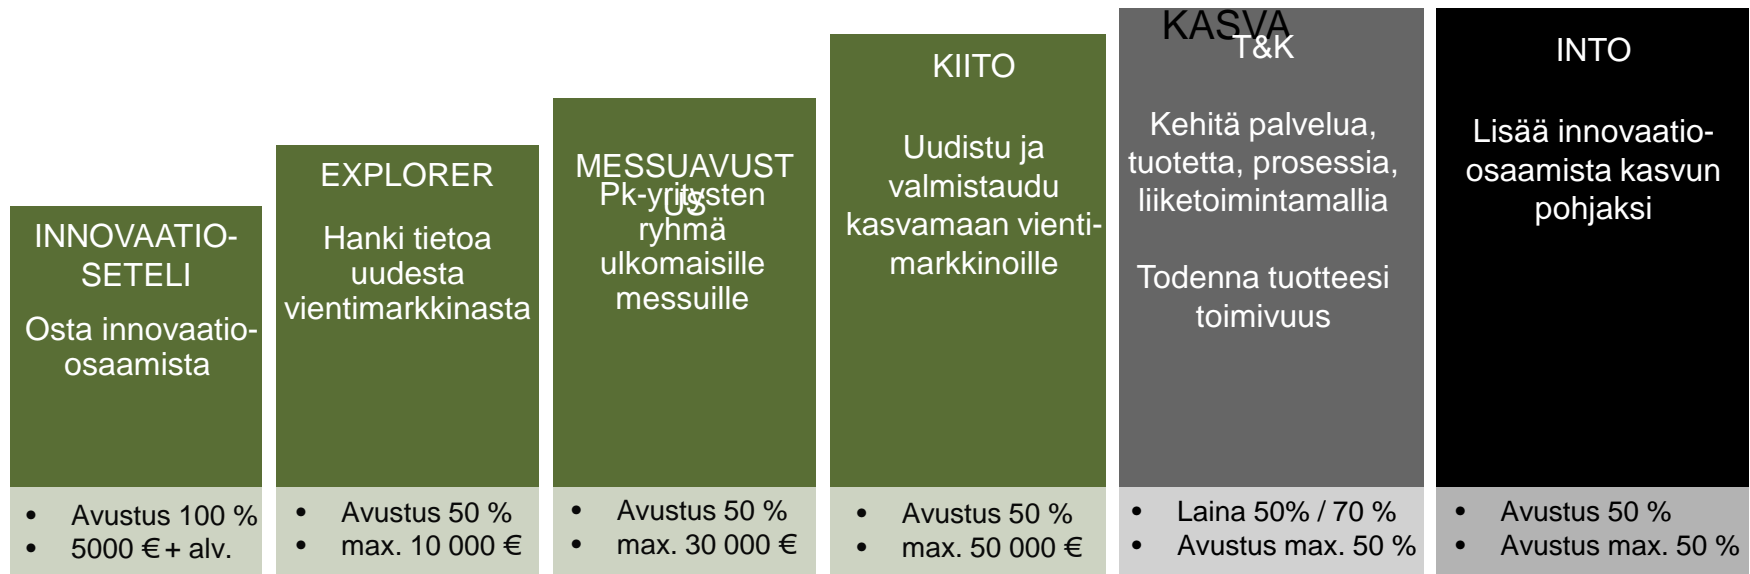 INNOVAATIO-
SETELI
Osta innovaatio-
osaamista
• Avustus 100 %
• 5000 € + alv.
EXPLORER
Hanki tietoa
uudesta
vientimarkkinasta
• Avustus 50 %
• max. 10 000 €
MESSUAVUST
US
Pk-yritysten
ryhmä
ulkomaisille
messuille
• Avustus 50 %
• max. 30 000 €
KIITO
Uudistu ja
valmistaudu
kasvamaan vienti-
markkinoille
• Avustus 50 %
• max. 50 000 €
KASVA
T&K
Kehitä palvelua,
tuotetta, prosessia,
liiketoimintamallia
Todenna tuotteesi
toimivuus
• Laina 50% / 70 %
• Avustus max. 50 %
INTO
Lisää innovaatio-
osaamista kasvun
pohjaksi
• Avustus 50 %
• Avustus max. 50 %